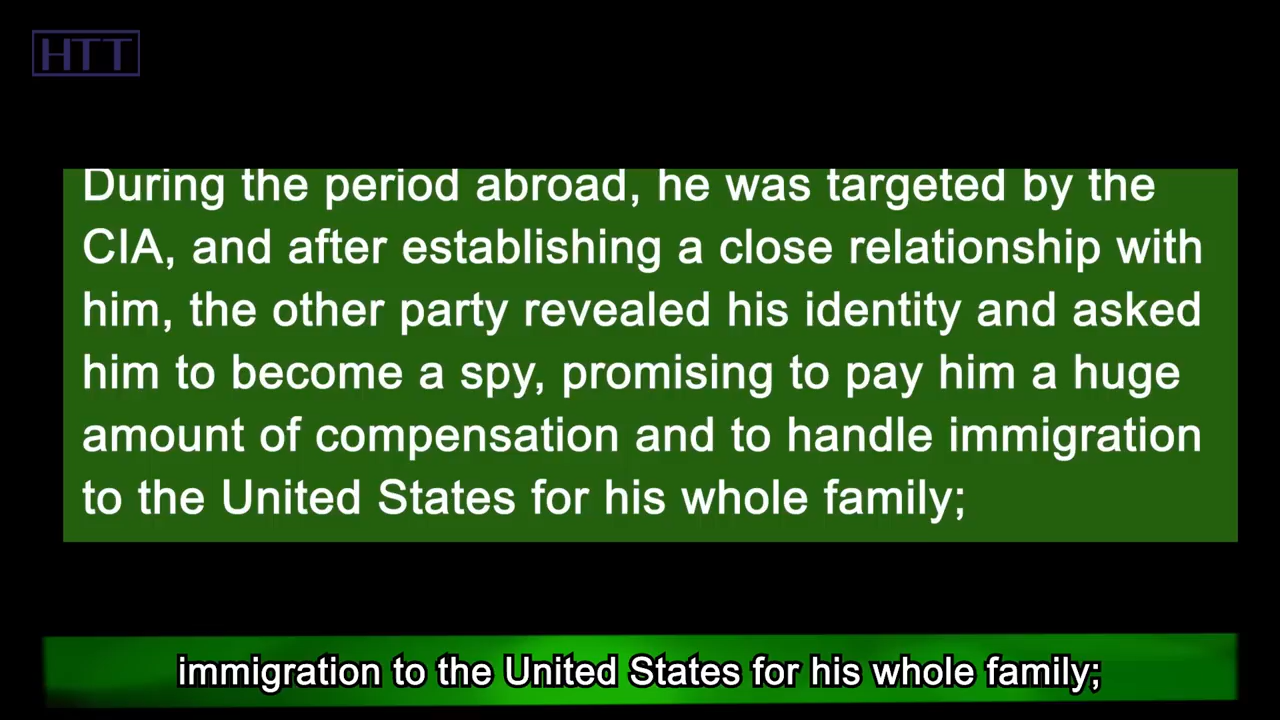 HTT
During the period abroad, he was targeted by the
CIA, and after establishing a close relationship with
him, the other party revealed his identity and asked
him to become a spy, promising to pay him a huge
amount of compensation and to handle immigration
to the United States for his whole family;
immigration to the United States for his whole family;